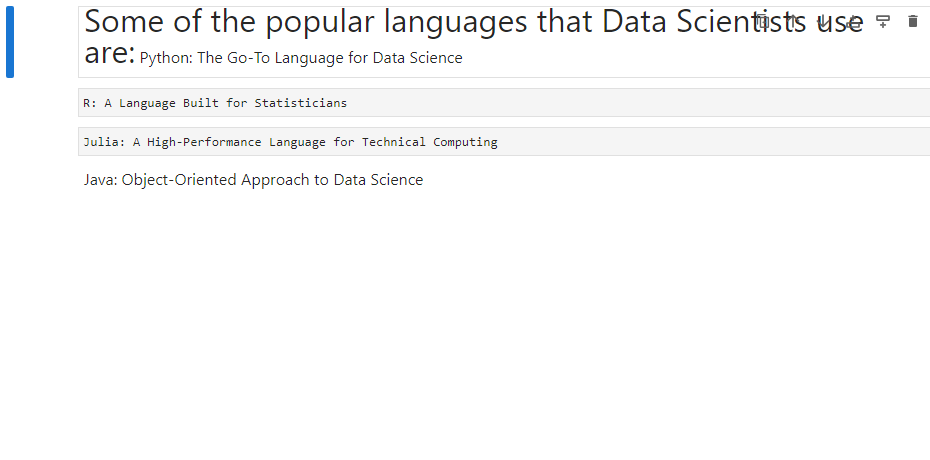 Some of the popular languages that Data Scientists use
are: Python: The Go-To Language for Data Science
R: A Language Built for Statisticians
Julia: A High-Performance Language for Technical Computing
Java: Object-Oriented Approach to Data Science